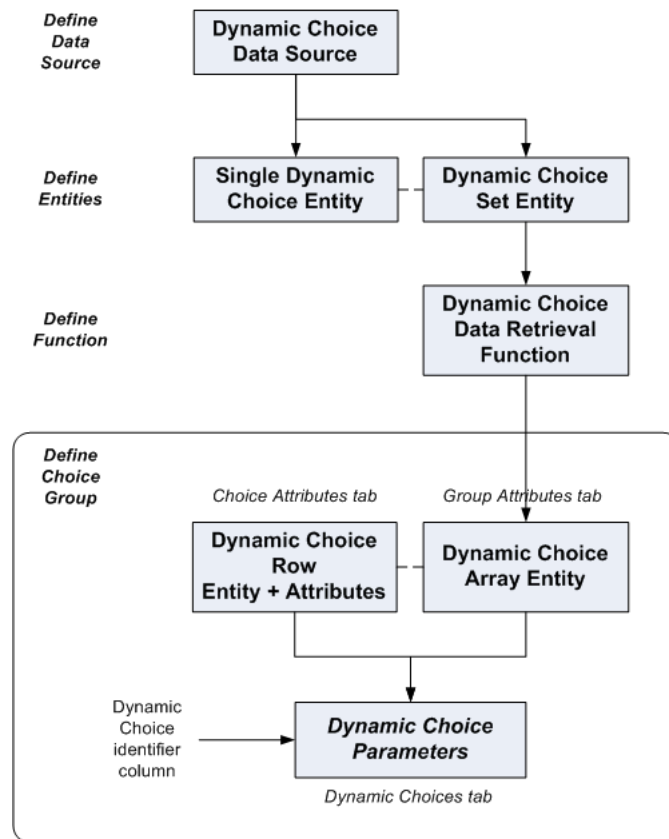 Define
Data
Source
Dynamic Choice
Data Source
Define
Entities
Single Dynamic
Choice Entity
Dynamic Choice
Set Entity
Define
Function
Dynamic Choice
Data Retrieval
Function
Define
Choice
Group
Choice Attributes tab
Group Attributes tab
Dynamic Choice
Row
Entity + Attributes
Dynamic Choice
Array Entity
Dynamic
Choice
identifier
column
Dynamic Choice
Parameters
Dynamic Choices tab